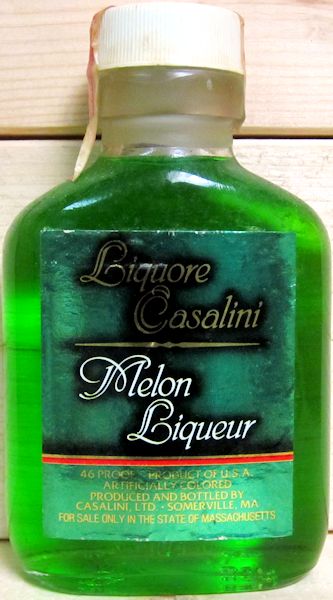 Liquore
Casalini
Melon
Liqueur
46 PROOF - PRODUCT OF U.S.A.
ARTIFICIALLY COLORED
PRODUCED AND BOTTLED BY
CASALINI, LTD. · SOMERVILLE, MA
FOR SALE ONLY IN THE STATE OF MASSACHUSETTS